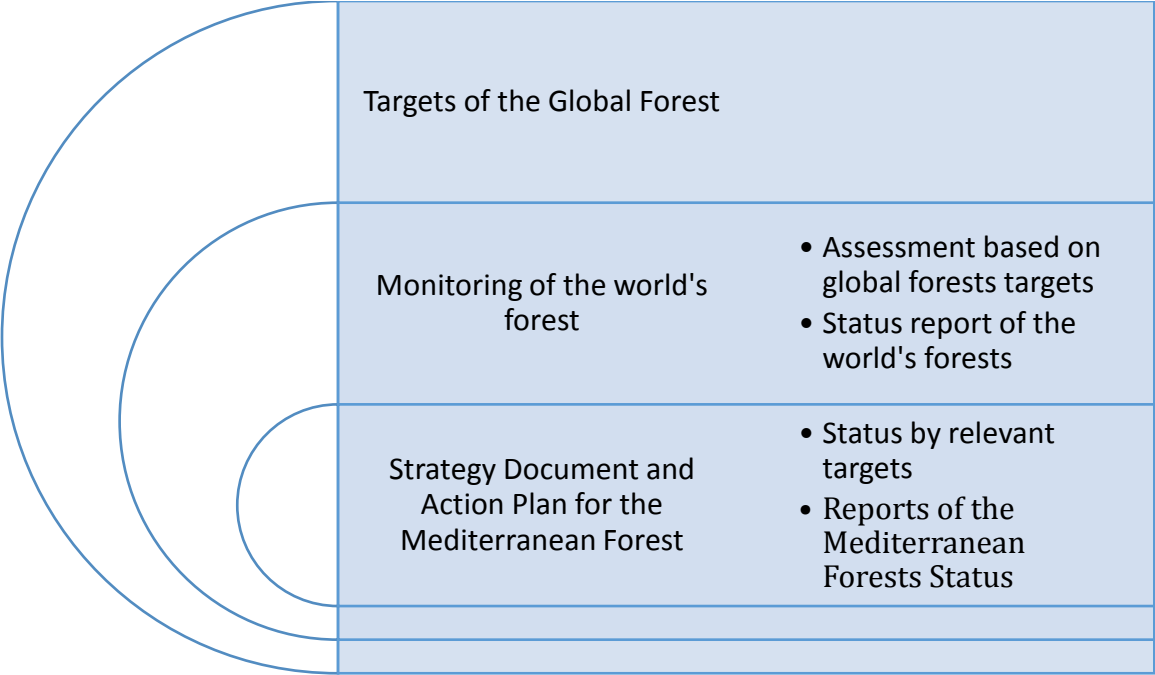 Targets of the Global Forest
Monitoring of the world's
forest
• Assessment based on
global forests targets
• Status report of the
world's forests
Strategy Document and
Action Plan for the
Mediterranean Forest
• Status by relevant
targets
• Reports of the
Mediterranean
Forests Status